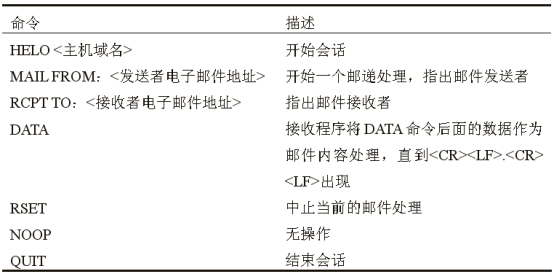 命令 描述
HELO <主机域名> 开始会话
MAIL FROM：<发送者电子邮件地址> 开始一个邮递处理，指出邮件发送者
RCPT TO：<接收者电子邮件地址> 指出邮件接收者
DATA 接收程序将 DATA 命令后面的数据作为
邮件内容处理，直到<CR><LF>.<CR>
<LF>出现
RSET 中止当前的邮件处理
NOOP 无操作
QUIT 结束会话